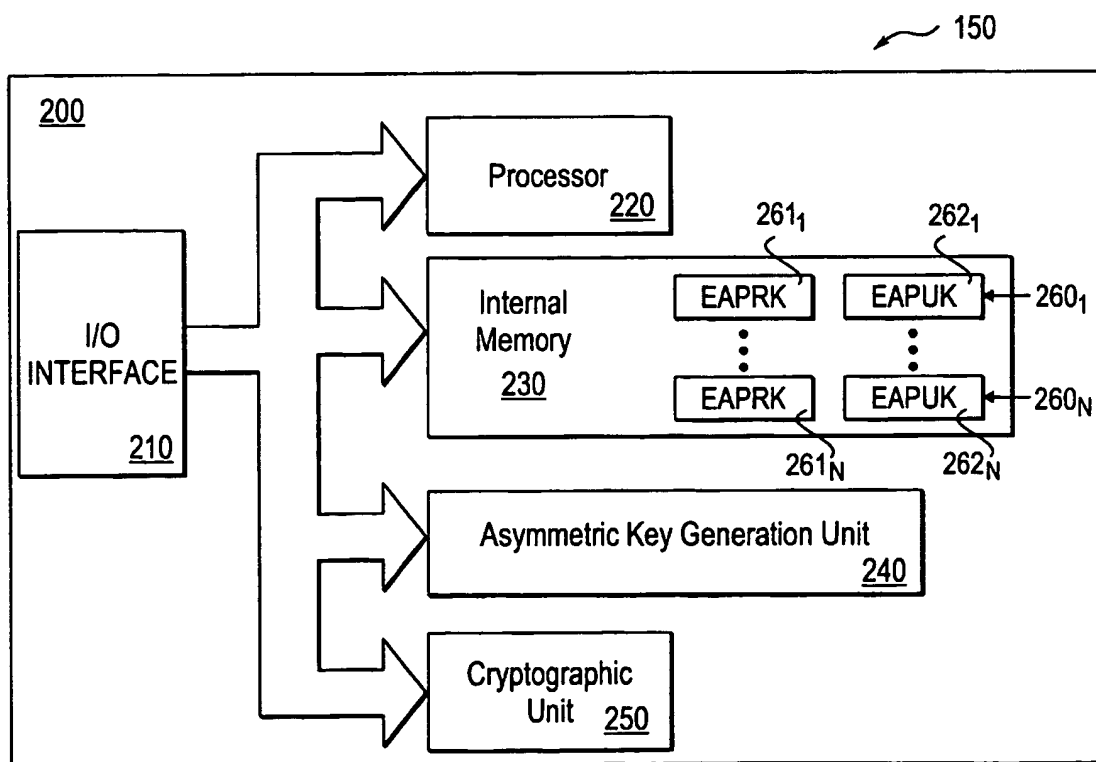 150
200
Processor
220
261₁ 262₁
I/O
INTERFACE
210
Internal
Memory
230
EAPRK EAPUK 260₁
EAPRK EAPUK 260N
261N 262N
Asymmetric Key Generation Unit
240
Cryptographic
Unit
250